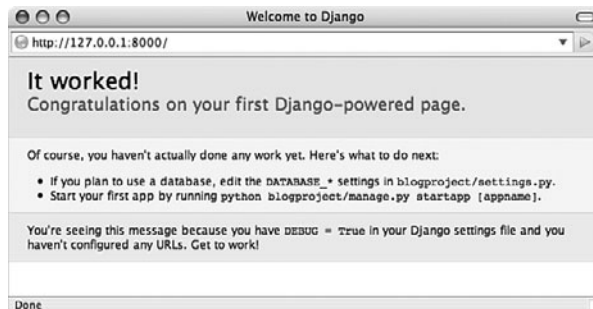 Welcome to Django
http://127.0.0.1:8000/
It worked!
Congratulations on your first Django-powered page.
Of course, you haven't actually done any work yet. Here's what to do next:
• If you plan to use a database, edit the DATABASE_* settings in blogproject/settings.py.
• Start your first app by running python blogproject/manage.py startapp [appname].
You're seeing this message because you have DEBUG = True in your Django settings file and you
haven't configured any URLs. Get to work!
Done